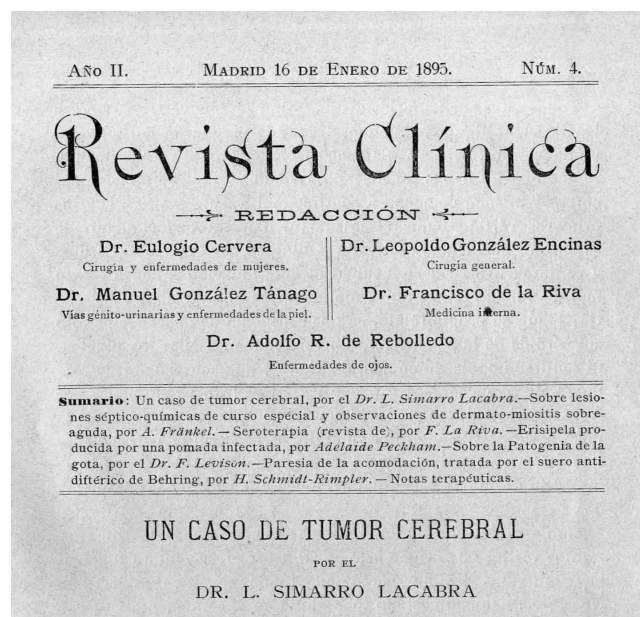 Año II. Madrid 16 de Enero de 1895. Núm. 4.
Revista Clínica
REDACCIÓN
Dr. Eulogio Cervera
Cirugia y enfermedades de mujeres.
Dr. Leopoldo González Encinas
Cirugia general.
Dr. Manuel González Tánago
Vías génito-urinarias y enfermedades de la piel.
Dr. Francisco de la Riva
Medicina interna.
Dr. Adolfo R. de Rebolledo
Enfermedades de ojos.
Sumario: Un caso de tumor cerebral, por el Dr. L. Simarro Lacabra.—Sobre lesio-
nes séptico-químicas de curso especial y observaciones de dermato-miositis sobre-
aguda, por A. Fränkel.—Seroterapia (revista de), por F. La Riva.—Erisipela pro-
ducida por una pomada infectada, por Adelaide Peckham.—Sobre la Patogenia de la
gota, por el Dr. F. Levison.—Paresia de la acomodación, tratada por el suero anti-
diftérico de Behring, por H. Schmidt-Rimpler.—Notas terapéuticas.
UN CASO DE TUMOR CEREBRAL
POR EL
DR. L. SIMARRO LACABRA